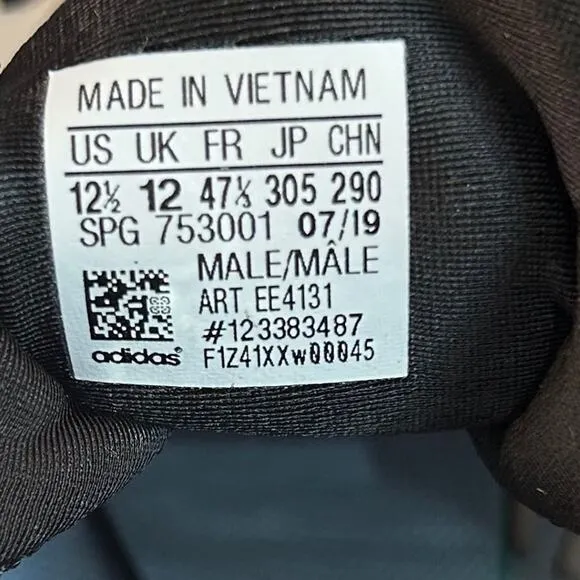 MADE IN VIETNAM
US UK FR JP CHN
12½ 12 47⅓ 305 290
SPG 753001 07/19
MALE/MÂLE
ART EE4131
#123383487
adidas® F1Z41XXw00045